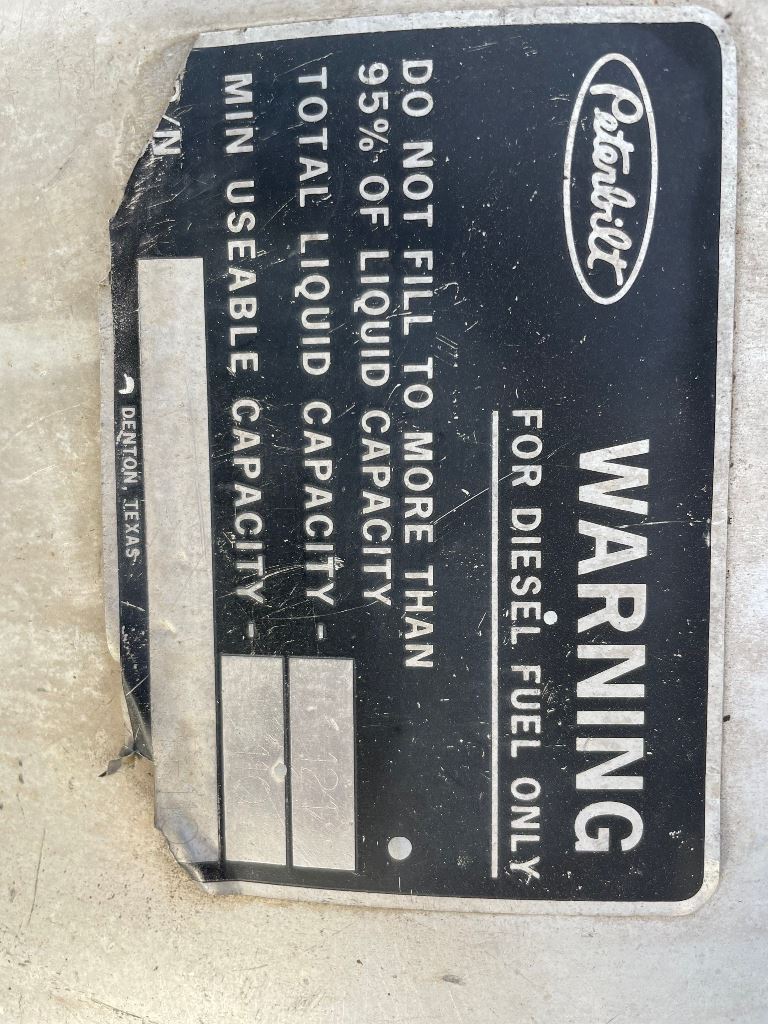 Peterbilt
WARNING
FOR DIESEL FUEL ONLY
DO NOT FILL TO MORE THAN
95% OF LIQUID CAPACITY
TOTAL LIQUID CAPACITY -
MIN USEABLE CAPACITY -
P/N
DENTON, TEXAS